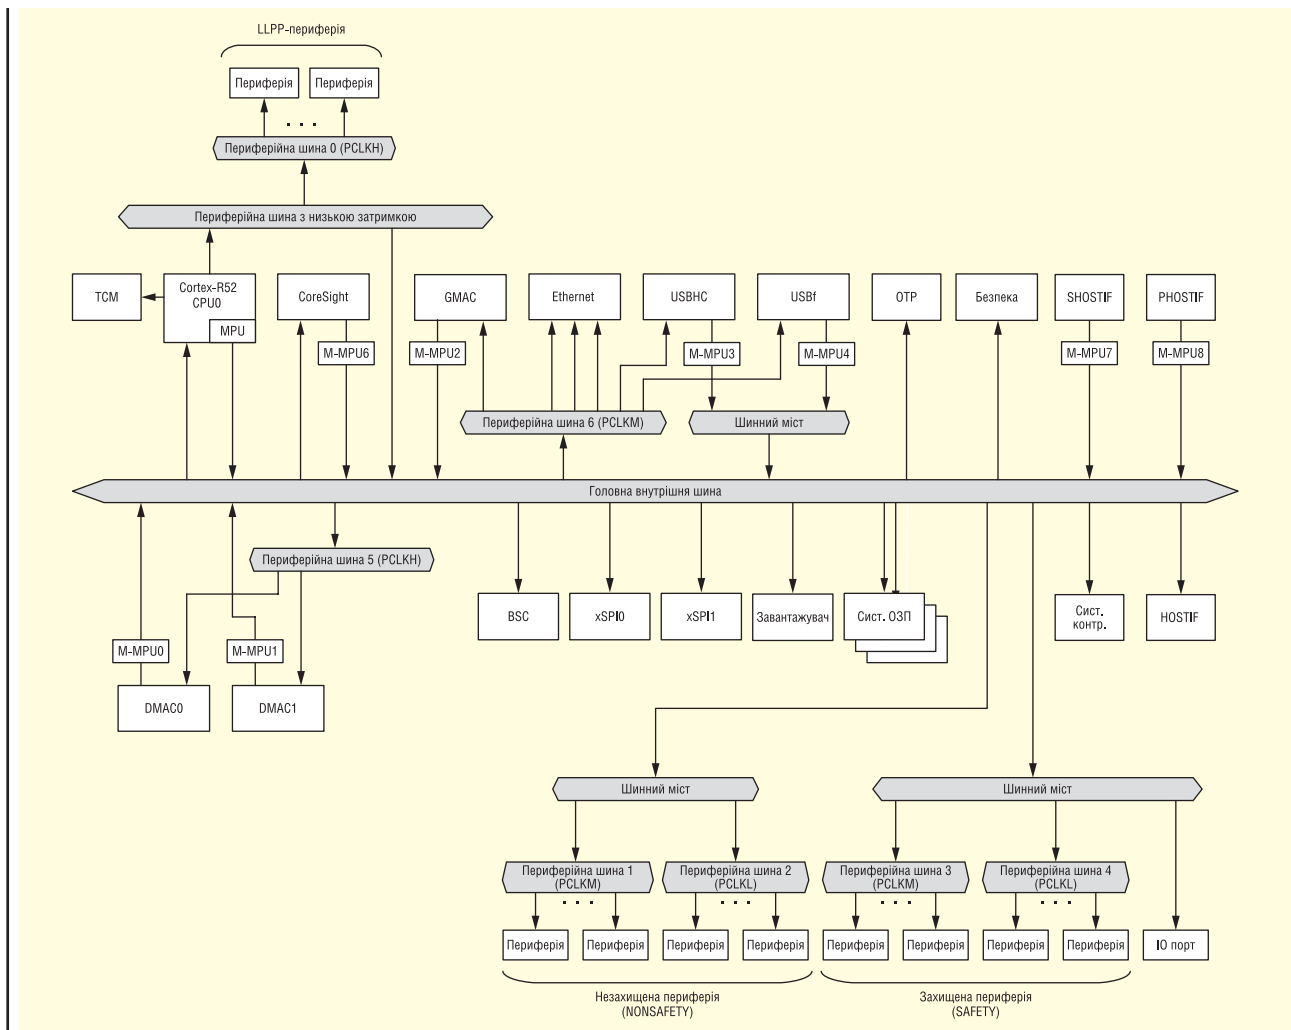 LLPP-периферія
Периферія
Периферія
. . .
Периферійна шина 0 (PCLKH)
Периферійна шина з низькою затримкою
TCM
Cortex-R52
CPU0
MPU
CoreSight
GMAC
Ethernet
USBHC
USBf
OTP
Безпека
SHOSTIF
PHOSTIF
M-MPU6
M-MPU2
M-MPU3
M-MPU4
M-MPU7
M-MPU8
Периферійна шина 6 (PCLKM)
Шинний міст
Головна внутрішня шина
Периферійна шина 5 (PCLKH)
BSC
xSPI0
xSPI1
Завантажувач
Сист. ОЗП
Сист.
контр.
HOSTIF
M-MPU0
M-MPU1
DMAC0
DMAC1
Шинний міст
Шинний міст
Периферійна шина 1
(PCLKM)
Периферійна шина 2
(PCLKL)
Периферійна шина 3
(PCLKM)
Периферійна шина 4
(PCLKL)
. . .
. . .
. . .
. . .
Периферія
Периферія
Периферія
Периферія
Периферія
Периферія
Периферія
Периферія
IO порт
Незахищена периферія
(NONSAFETY)
Захищена периферія
(SAFETY)